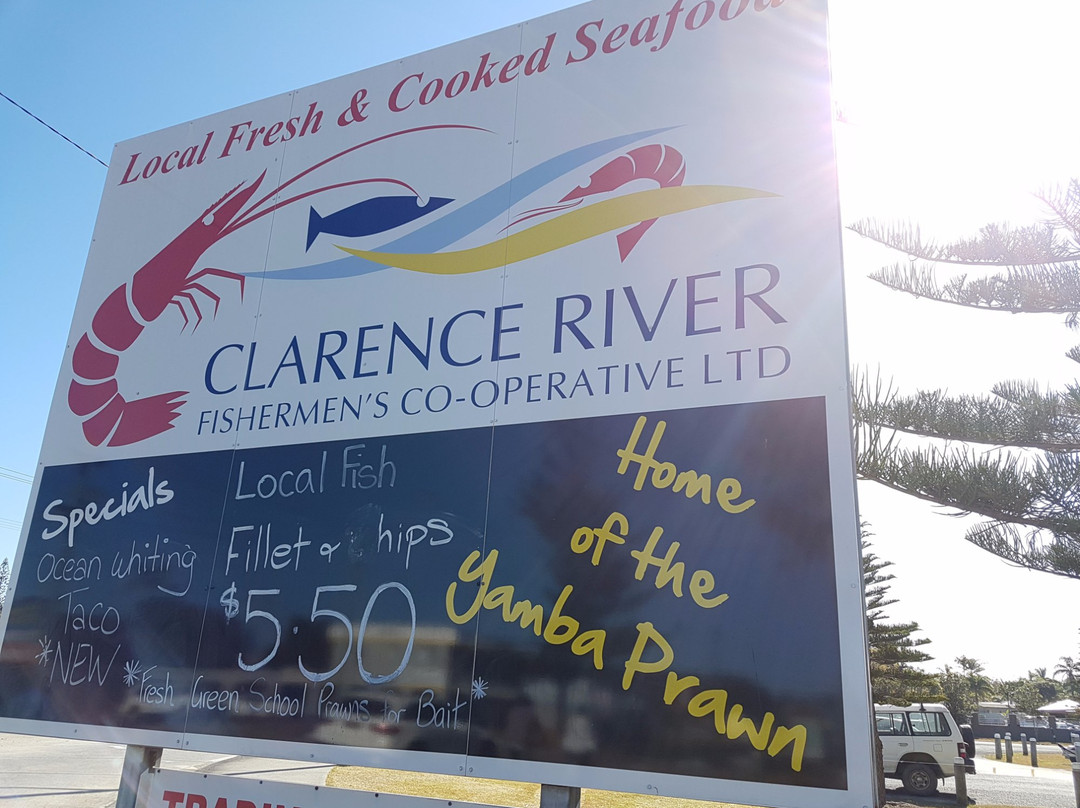 Local Fresh & Cooked Seafood
CLARENCE RIVER
FISHERMEN'S CO-OPERATIVE LTD
Specials
Ocean whiting
Taco
*NEW*
Local Fish
Fillet & hips
$5.50
*Fresh Green School Prawns for Bait*
Home
of the
Yamba Prawn